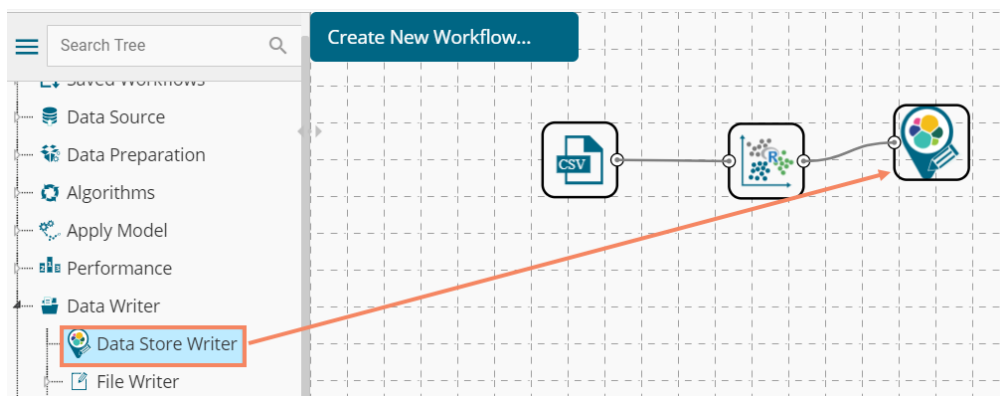 Search Tree
Create New Workflow...
Saved Workflows
Data Source
Data Preparation
Algorithms
Apply Model
Performance
Data Writer
Data Store Writer
File Writer
CSV
R